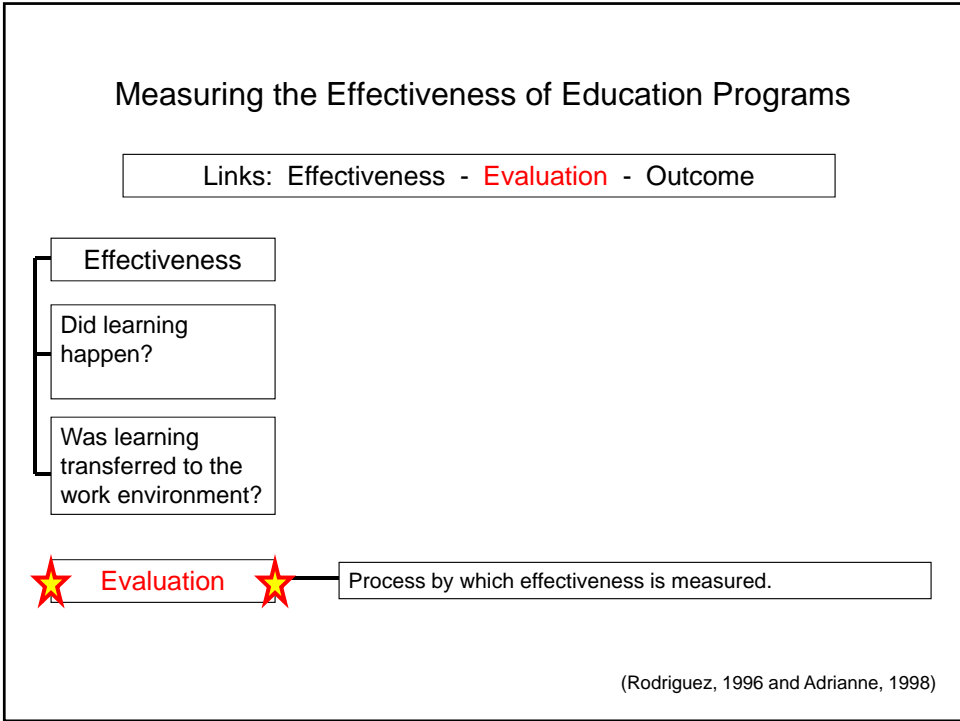 Measuring the Effectiveness of Education Programs
Links: Effectiveness - Evaluation - Outcome
Effectiveness
Did learning
happen?
Was learning
transferred to the
work environment?
Evaluation
Process by which effectiveness is measured.
(Rodriguez, 1996 and Adrianne, 1998)